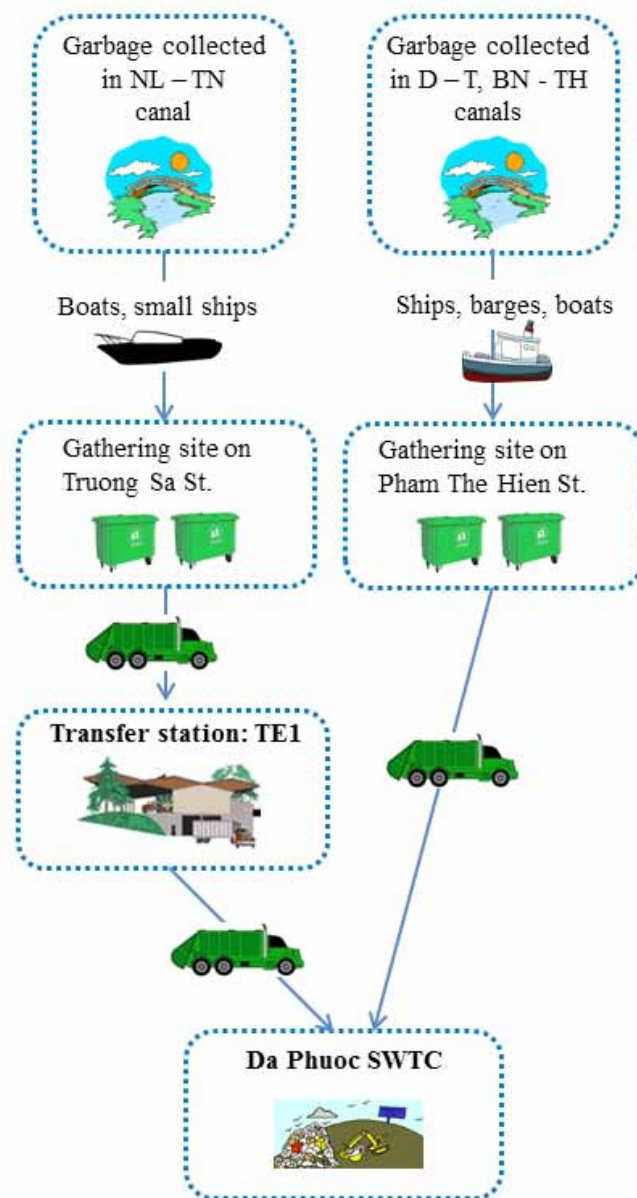 Garbage collected
in NL – TN
canal
Garbage collected
in D – T, BN - TH
canals
Boats, small ships
Ships, barges, boats
Gathering site on
Truong Sa St.
Gathering site on
Pham The Hien St.
Transfer station: TE1
Da Phuoc SWTC